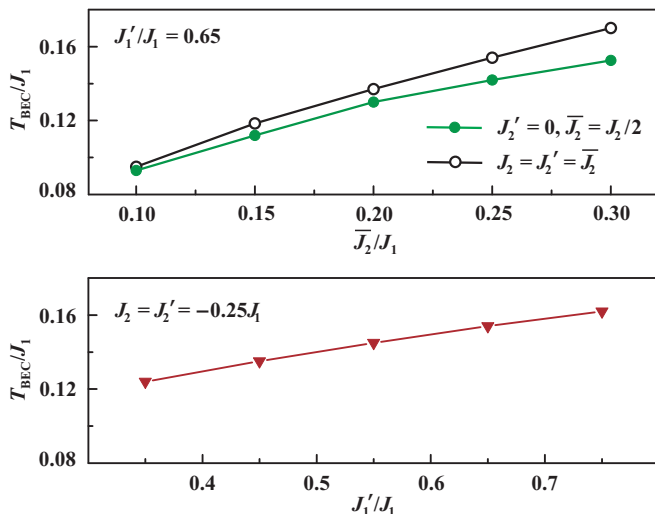 J₁′/J₁ = 0.65
T_BEC/J₁
0.16
0.12
0.08
J₂′ = 0, J̅₂ = J₂/2
J₂ = J₂′ = J̅₂
0.10 0.15 0.20 0.25 0.30
J̅₂/J₁
J₂ = J₂′ = −0.25J₁
T_BEC/J₁
0.16
0.12
0.08
0.4 0.5 0.6 0.7
J₁′/J₁